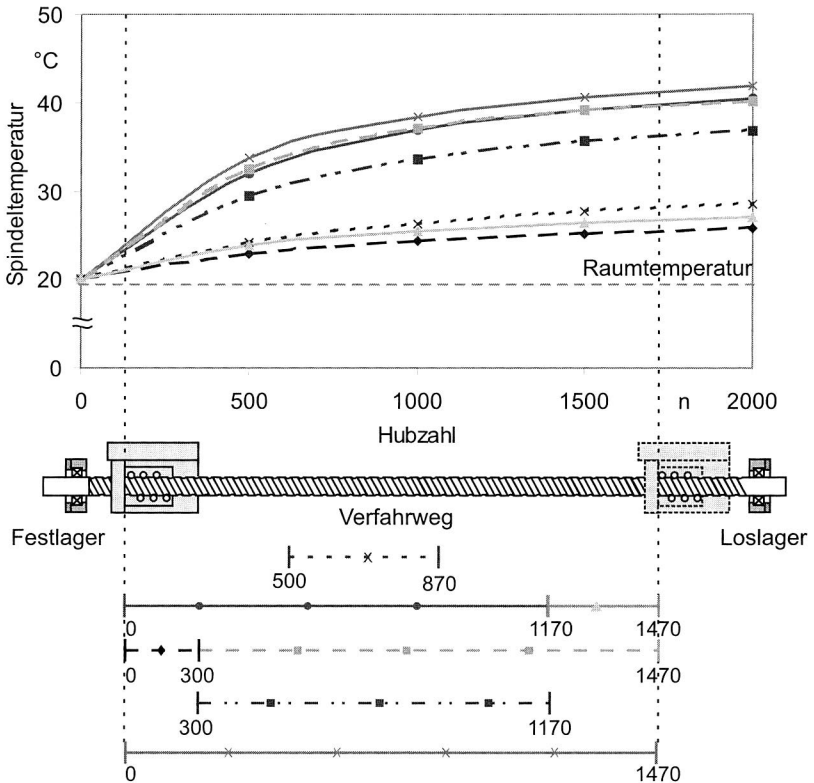 50
°C
40
30
20
0
Spindeltemperatur
Raumtemperatur
0 500 1000 1500 n 2000
Hubzahl
Verfahrweg
Festlager Loslager
500 870
0 1170 1470
0 300 1470
300 1170
0 1470